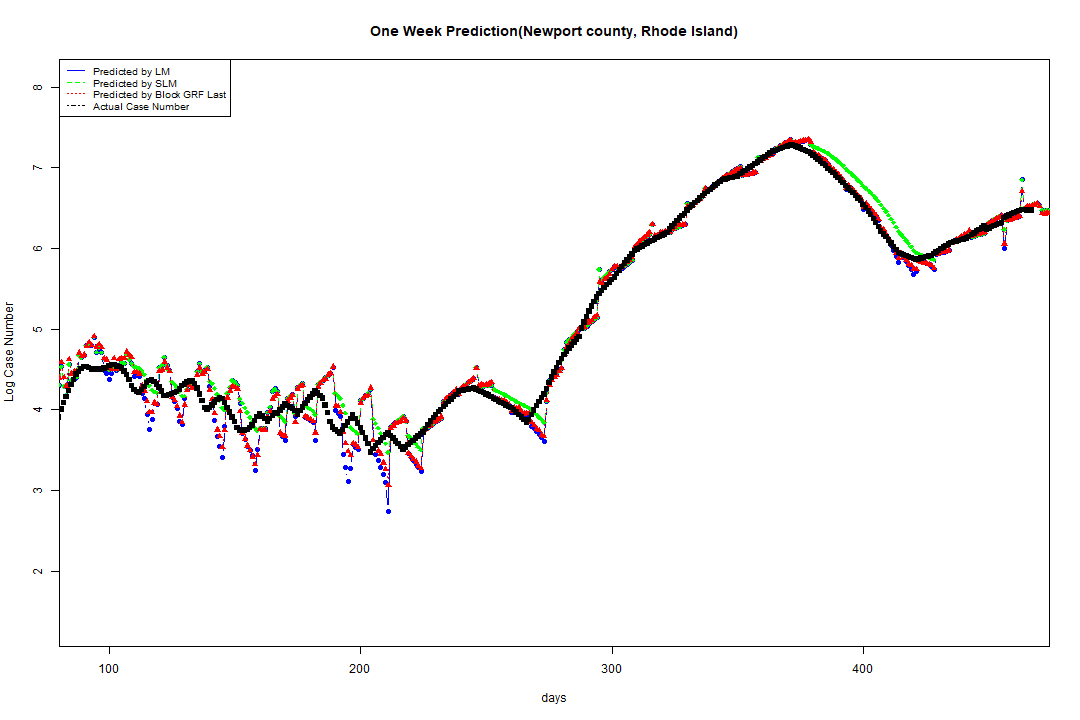 One Week Prediction(Newport county, Rhode Island)
Predicted by LM
Predicted by SLM
Predicted by Block GRF Last
Actual Case Number
8
7
6
5
4
3
2
Log Case Number
100 200 300 400
days